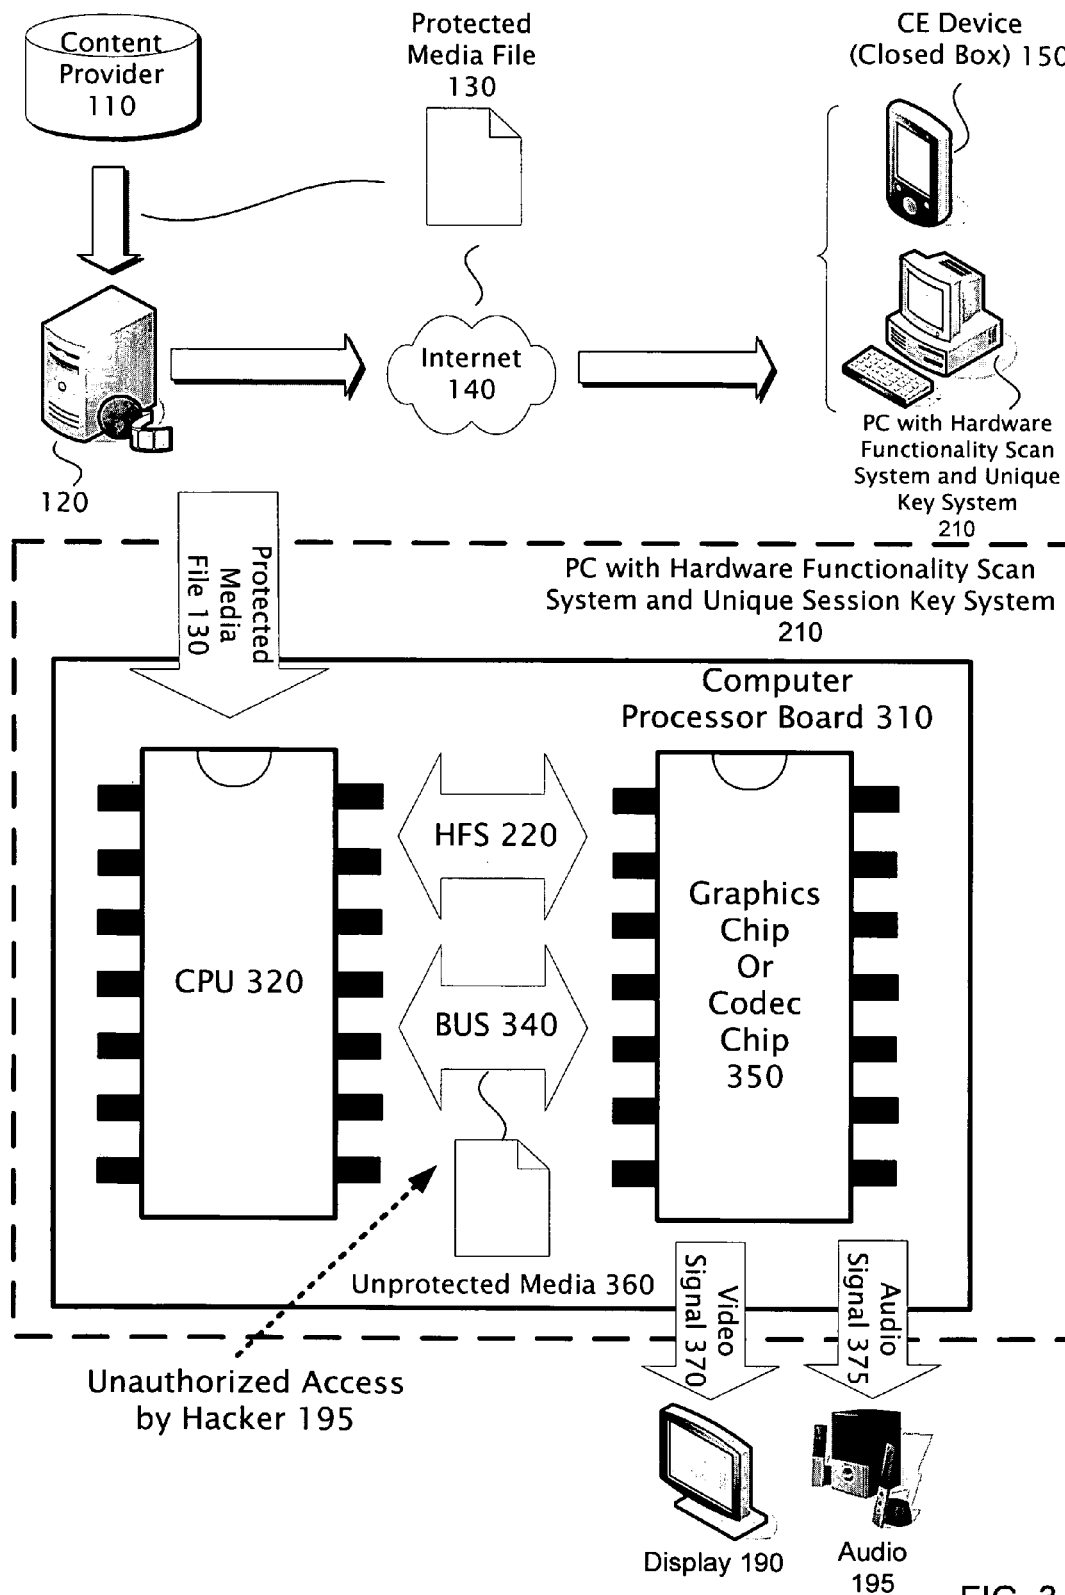 Content
Provider
110
Protected
Media File
130
CE Device
(Closed Box) 150
Internet
140
120
PC with Hardware
Functionality Scan
System and Unique
Key System
210
Protected
Media
File 130
PC with Hardware Functionality Scan
System and Unique Session Key System
210
Computer
Processor Board 310
CPU 320
HFS 220
BUS 340
Graphics
Chip
Or
Codec
Chip
350
Unprotected Media 360
Video
Signal 370
Audio
Signal 375
Unauthorized Access
by Hacker 195
Display 190
Audio
195